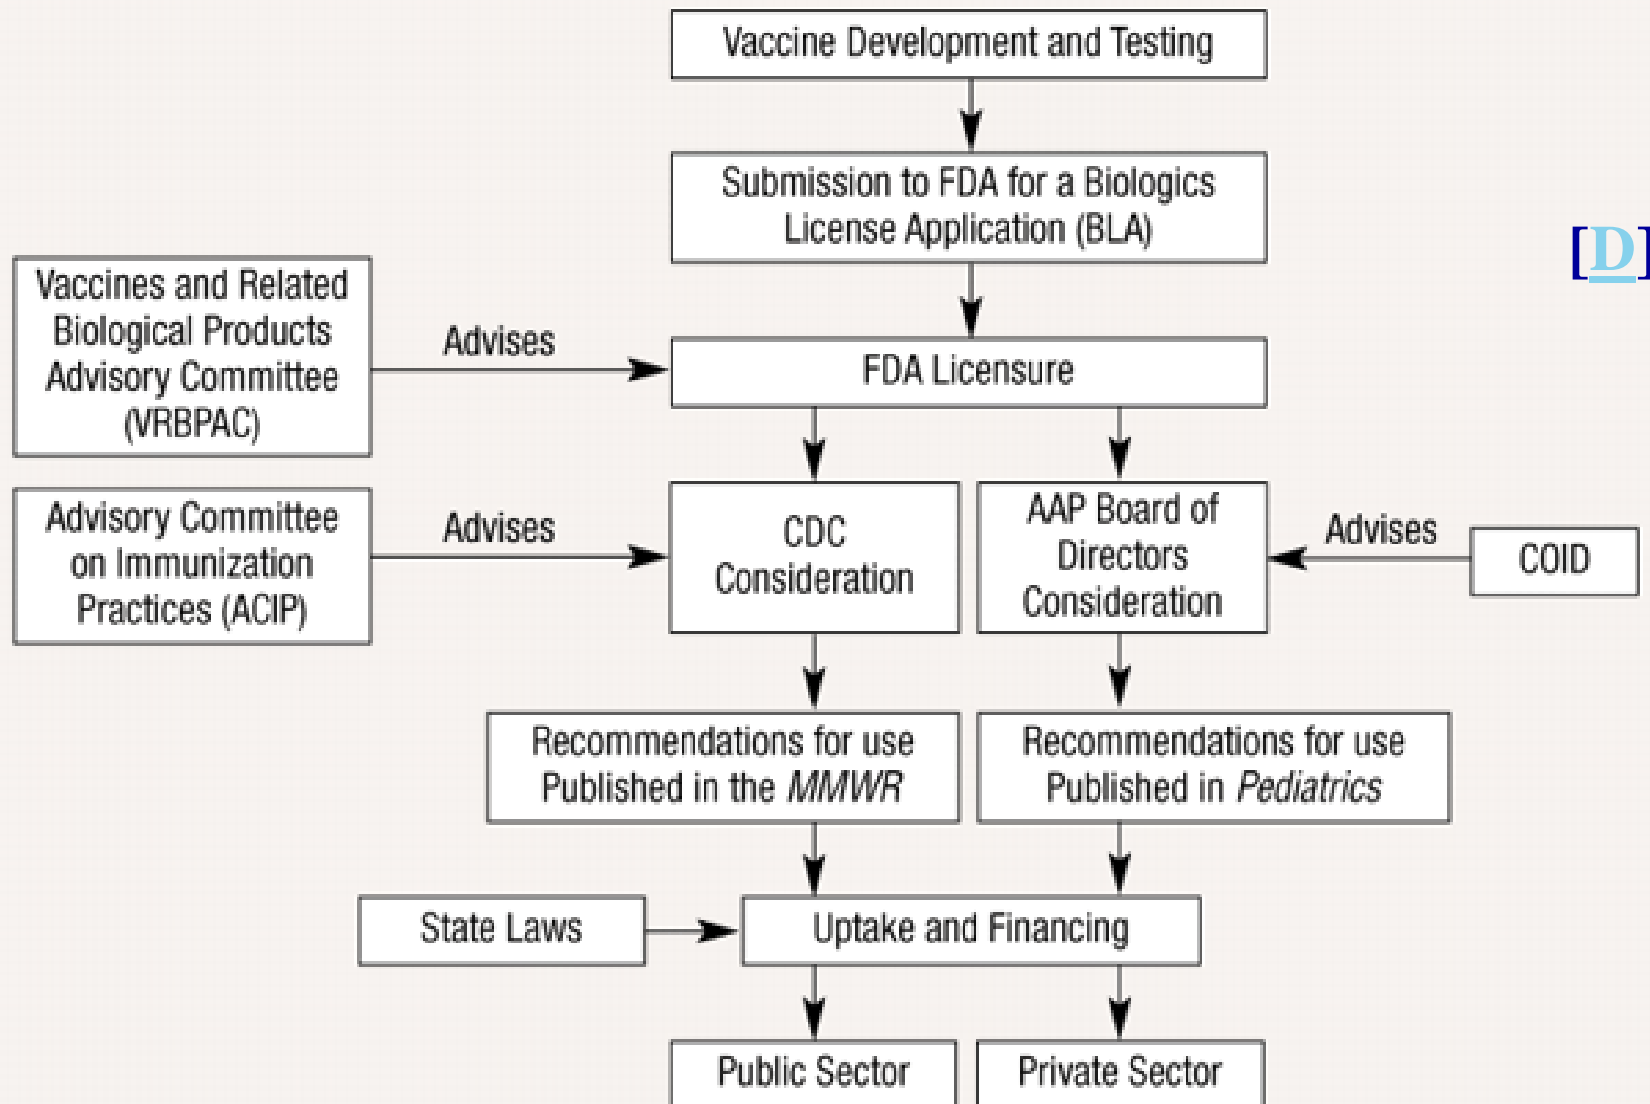 Vaccine Development and Testing
Submission to FDA for a Biologics
License Application (BLA)
[D]
Vaccines and Related
Biological Products
Advisory Committee
(VRBPAC)
Advises
FDA Licensure
Advisory Committee
on Immunization
Practices (ACIP)
Advises
CDC
Consideration
AAP Board of
Directors
Consideration
Advises
COID
Recommendations for use
Published in the MMWR
Recommendations for use
Published in Pediatrics
State Laws
Uptake and Financing
Public Sector
Private Sector